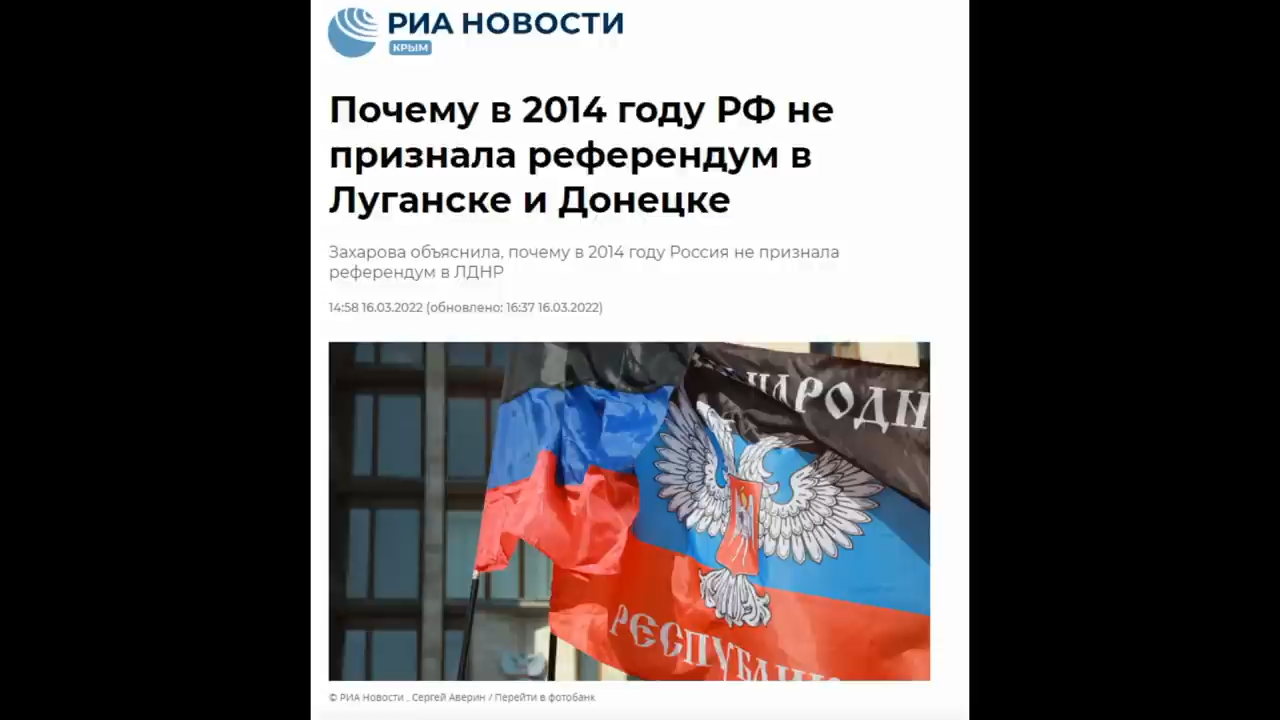 РИА НОВОСТИ
КРЫМ
Почему в 2014 году РФ не
признала референдум в
Луганске и Донецке
Захарова объяснила, почему в 2014 году Россия не признала
референдум в ЛДНР
14:58 16.03.2022 (обновлено: 16:37 16.03.2022)
НАРОДН
РЕСПУБЛИК
© РИА Новости . Сергей Аверин / Перейти в фотобанк